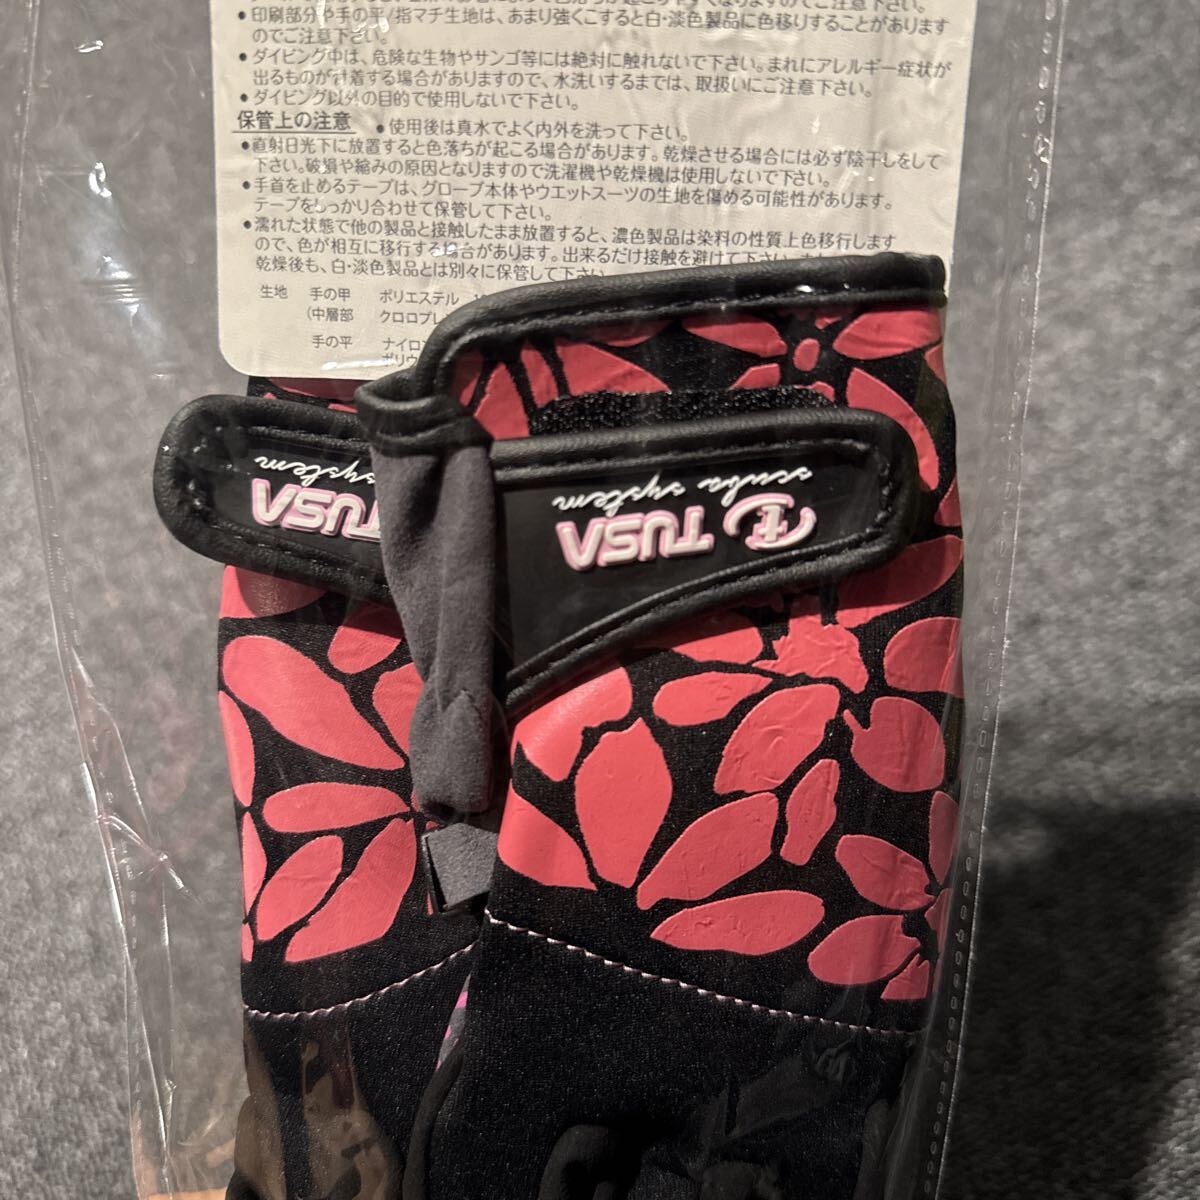 ●印刷部分や手の平/指マチ生地は、あまり強くこすると白・淡色製品に色移りすることがあります
のでご注意下さい。
●ダイビング中は、危険な生物やサンゴ等には絶対に触れないで下さい。まれにアレルギー症状が
出るものが付着する場合がありますので、水洗いするまでは、取扱いにご注意下さい。
●ダイビング以外の目的で使用しないで下さい。
保管上の注意 ●使用後は真水でよく内外を洗って下さい。
●直射日光下に放置すると色落ちが起こる場合があります。乾燥させる場合には必ず陰干しをして
下さい。破損や縮みの原因となりますので洗濯機や乾燥機は使用しないで下さい。
●手首を止めるテープは、グローブ本体やウエットスーツの生地を傷める可能性があります。
テープをしっかり合わせて保管して下さい。
●濡れた状態で他の製品と接触したまま放置すると、濃色製品は染料の性質上色移行します
ので、色が相互に移行する場合があります。出来るだけ接触を避けて下さい。
乾燥後も、白・淡色製品とは別々に保管して下さい
生地 手の甲 ポリエステル
(中層部 クロロプレ
手の平 ナイロン
ポリウ
TUSA
scuba system
TUSA
system